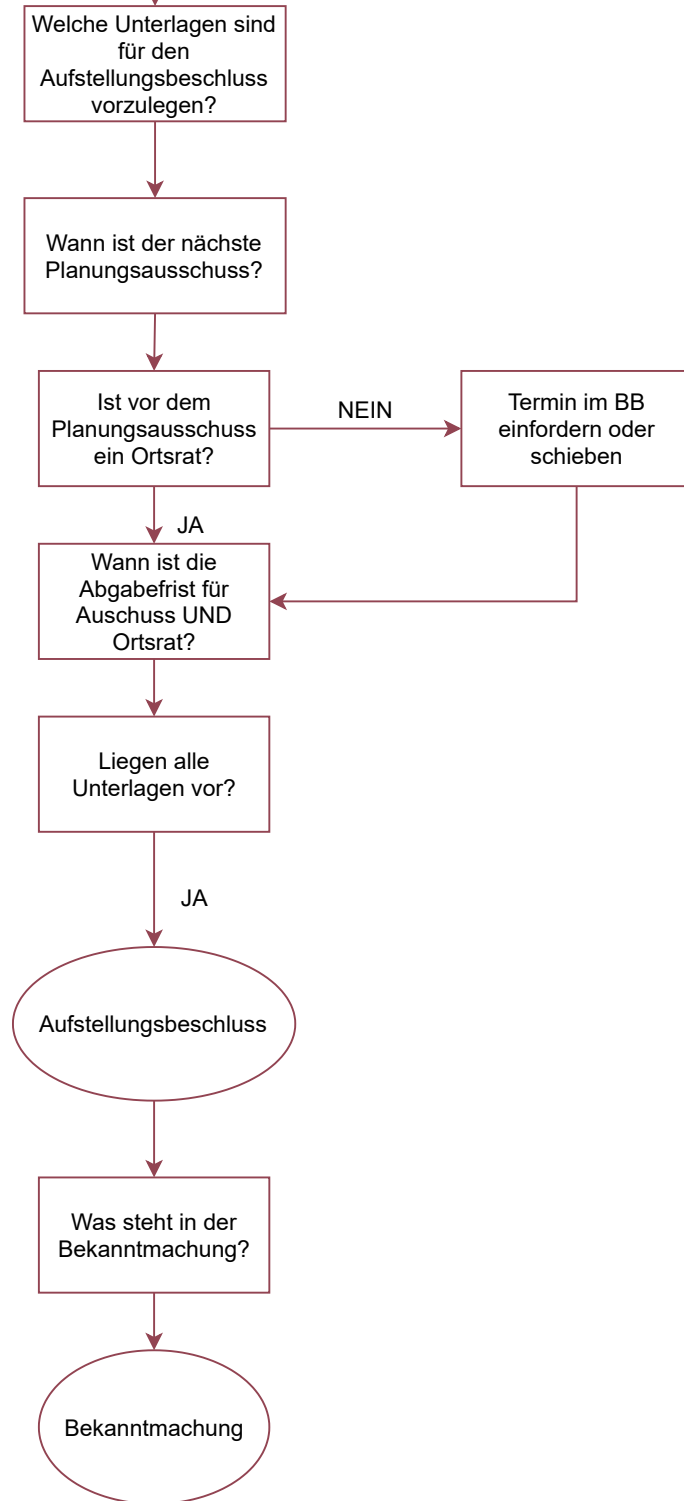 Welche Unterlagen sind
für den
Aufstellungsbeschluss
vorzulegen?
Wann ist der nächste
Planungsausschuss?
Ist vor dem
Planungsausschuss
ein Ortsrat?
NEIN
Termin im BB
einfordern oder
schieben
JA
Wann ist die
Abgabefrist für
Auschuss UND
Ortsrat?
Liegen alle
Unterlagen vor?
JA
Aufstellungsbeschluss
Was steht in der
Bekanntmachung?
Bekanntmachung